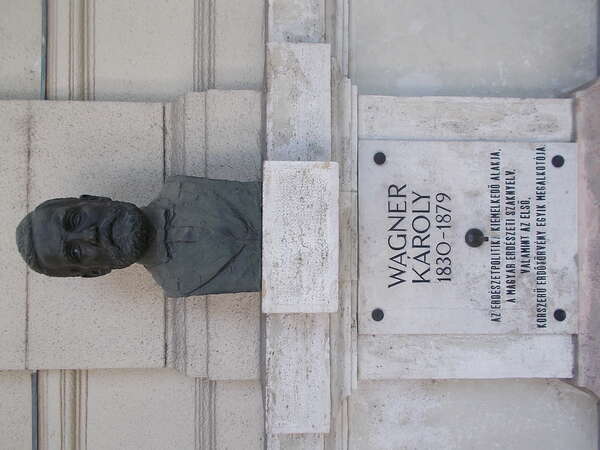 WAGNER
KÁROLY
1830-1879
AZ ERDÉSZETPOLITIKA KIEMELKEDŐ ALAKJA,
A MAGYAR ERDÉSZETI SZAKNYELV,
VALAMINT AZ ELSŐ,
KORSZERŰ ERDŐTÖRVÉNY EGYIK MEGALKOTÓJA.